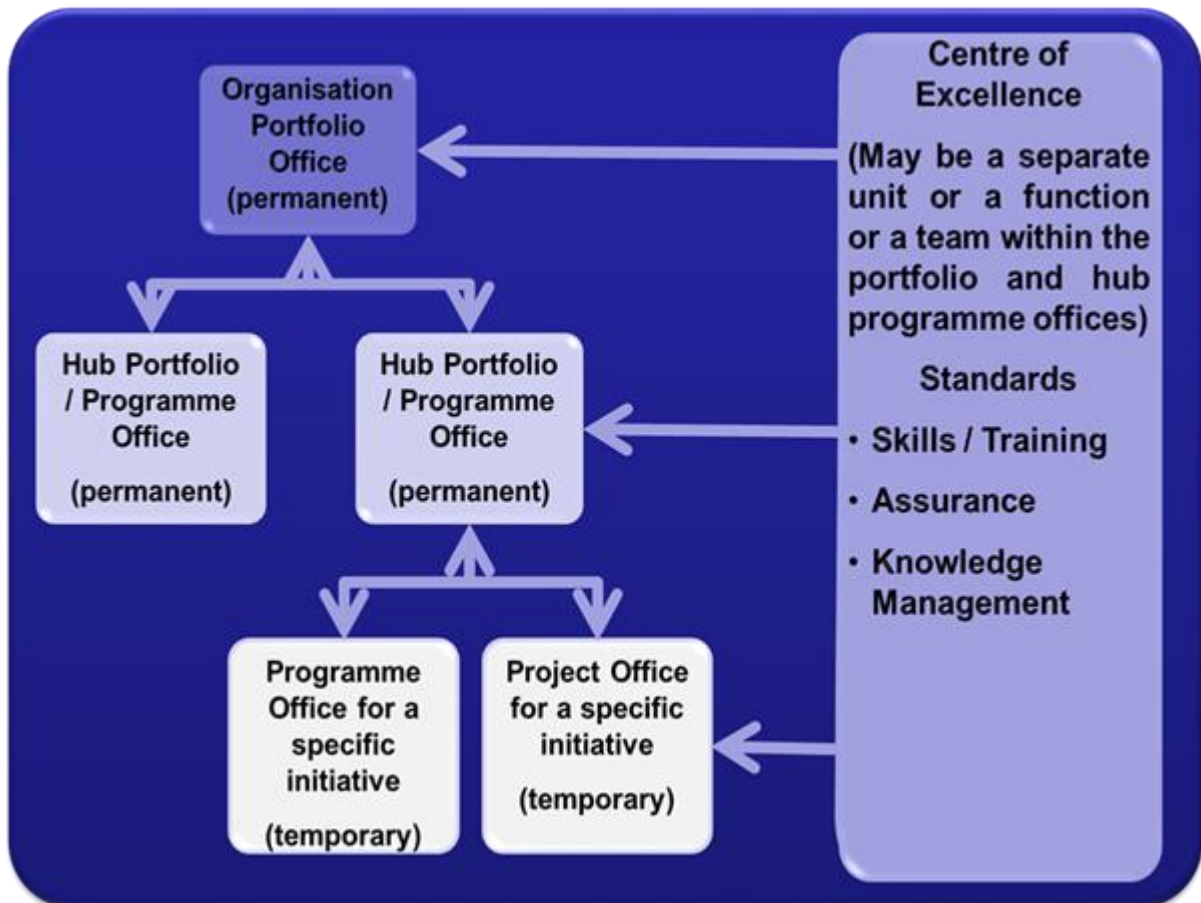 Organisation
Portfolio
Office
(permanent)
Hub Portfolio
/ Programme
Office
(permanent)
Hub Portfolio
/ Programme
Office
(permanent)
Programme
Office for a
specific
initiative
(temporary)
Project Office
for a specific
initiative
(temporary)
Centre of
Excellence
(May be a separate
unit or a function
or a team within the
portfolio and hub
programme offices)
Standards
• Skills / Training
• Assurance
• Knowledge
Management